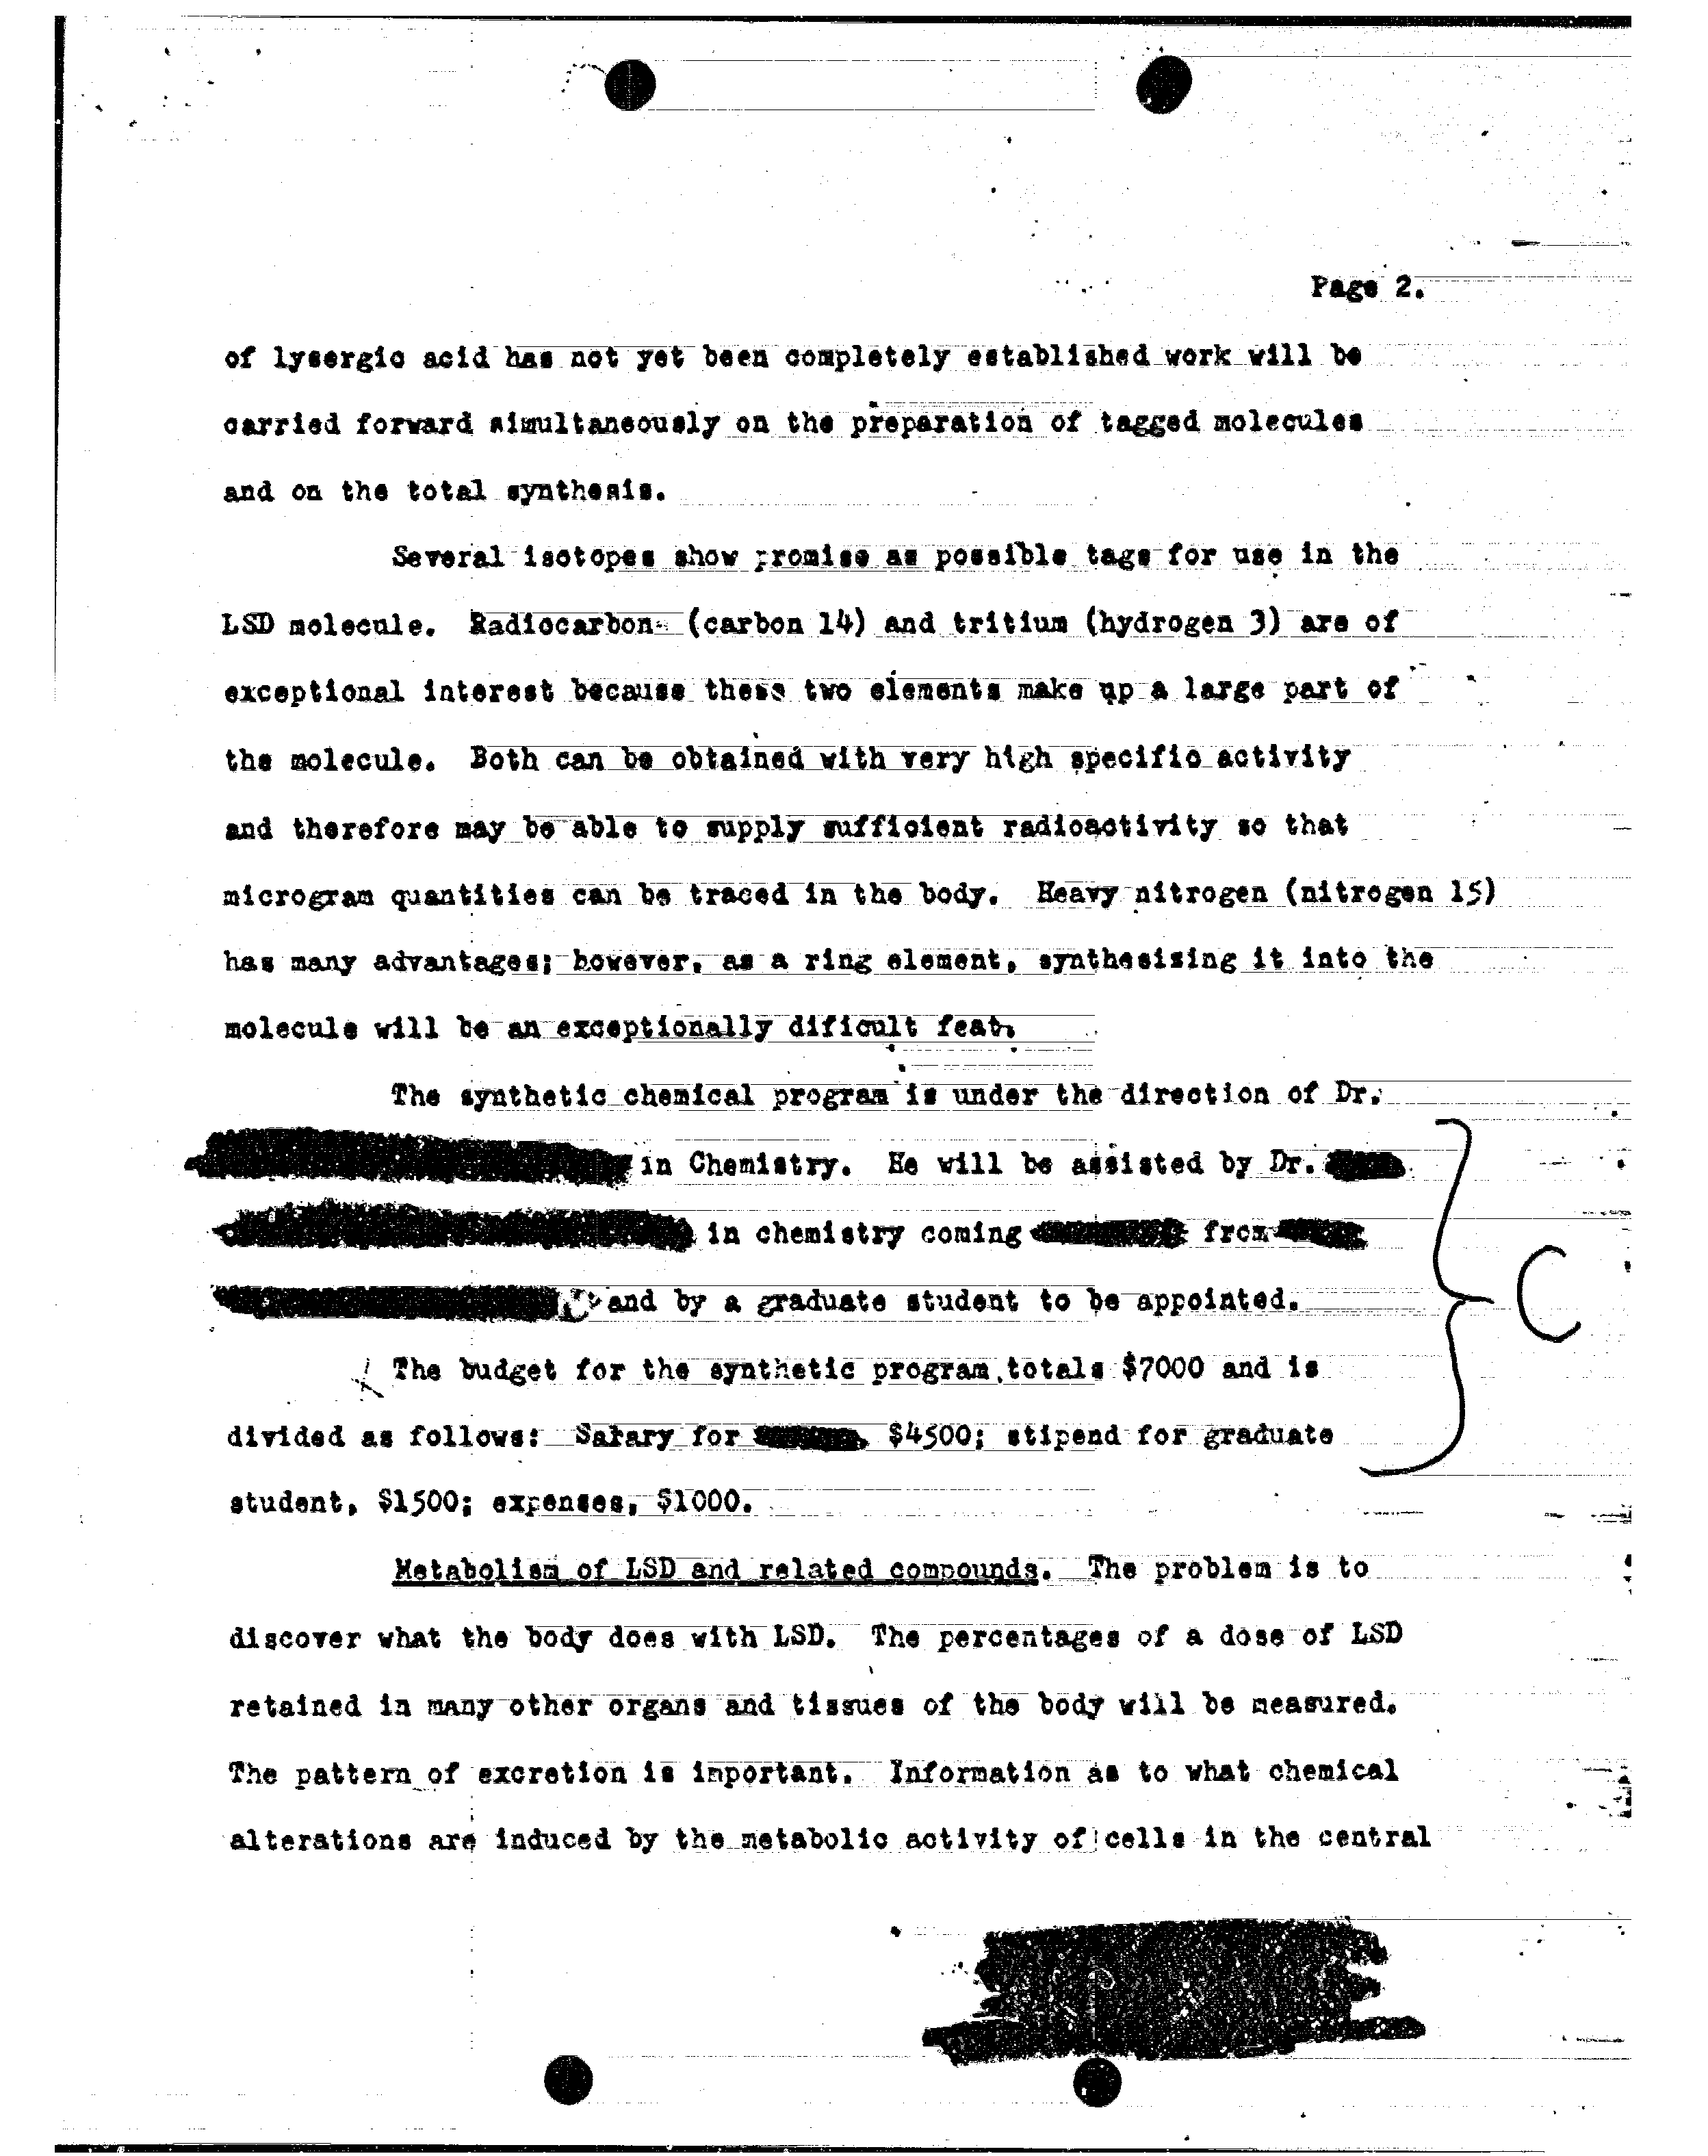 Page 2.
of lysergic acid has not yet been completely established work will be
carried forward simultaneously on the preparation of tagged molecules
and on the total synthesis.
Several isotopes show promise as possible tags for use in the
LSD molecule. Radiocarbon (carbon 14) and tritium (hydrogen 3) are of
exceptional interest because these two elements make up a large part of
the molecule. Both can be obtained with very high specific activity
and therefore may be able to supply sufficient radioactivity so that
microgram quantities can be traced in the body. Heavy nitrogen (nitrogen 15)
has many advantages; however, as a ring element, synthesizing it into the
molecule will be an exceptionally dificult feat.
The synthetic chemical program is under the direction of Dr.
in Chemistry. He will be assisted by Dr.
in chemistry coming from
and by a graduate student to be appointed.
C
The budget for the synthetic program totals $7000 and is
divided as follows: Salary for $4500; stipend for graduate
student, $1500; expenses, $1000.
Metabolism of LSD and related compounds. The problem is to
discover what the body does with LSD. The percentages of a dose of LSD
retained in many other organs and tissues of the body will be measured.
The pattern of excretion is inportant. Information as to what chemical
alterations are induced by the metabolic activity of cells in the central